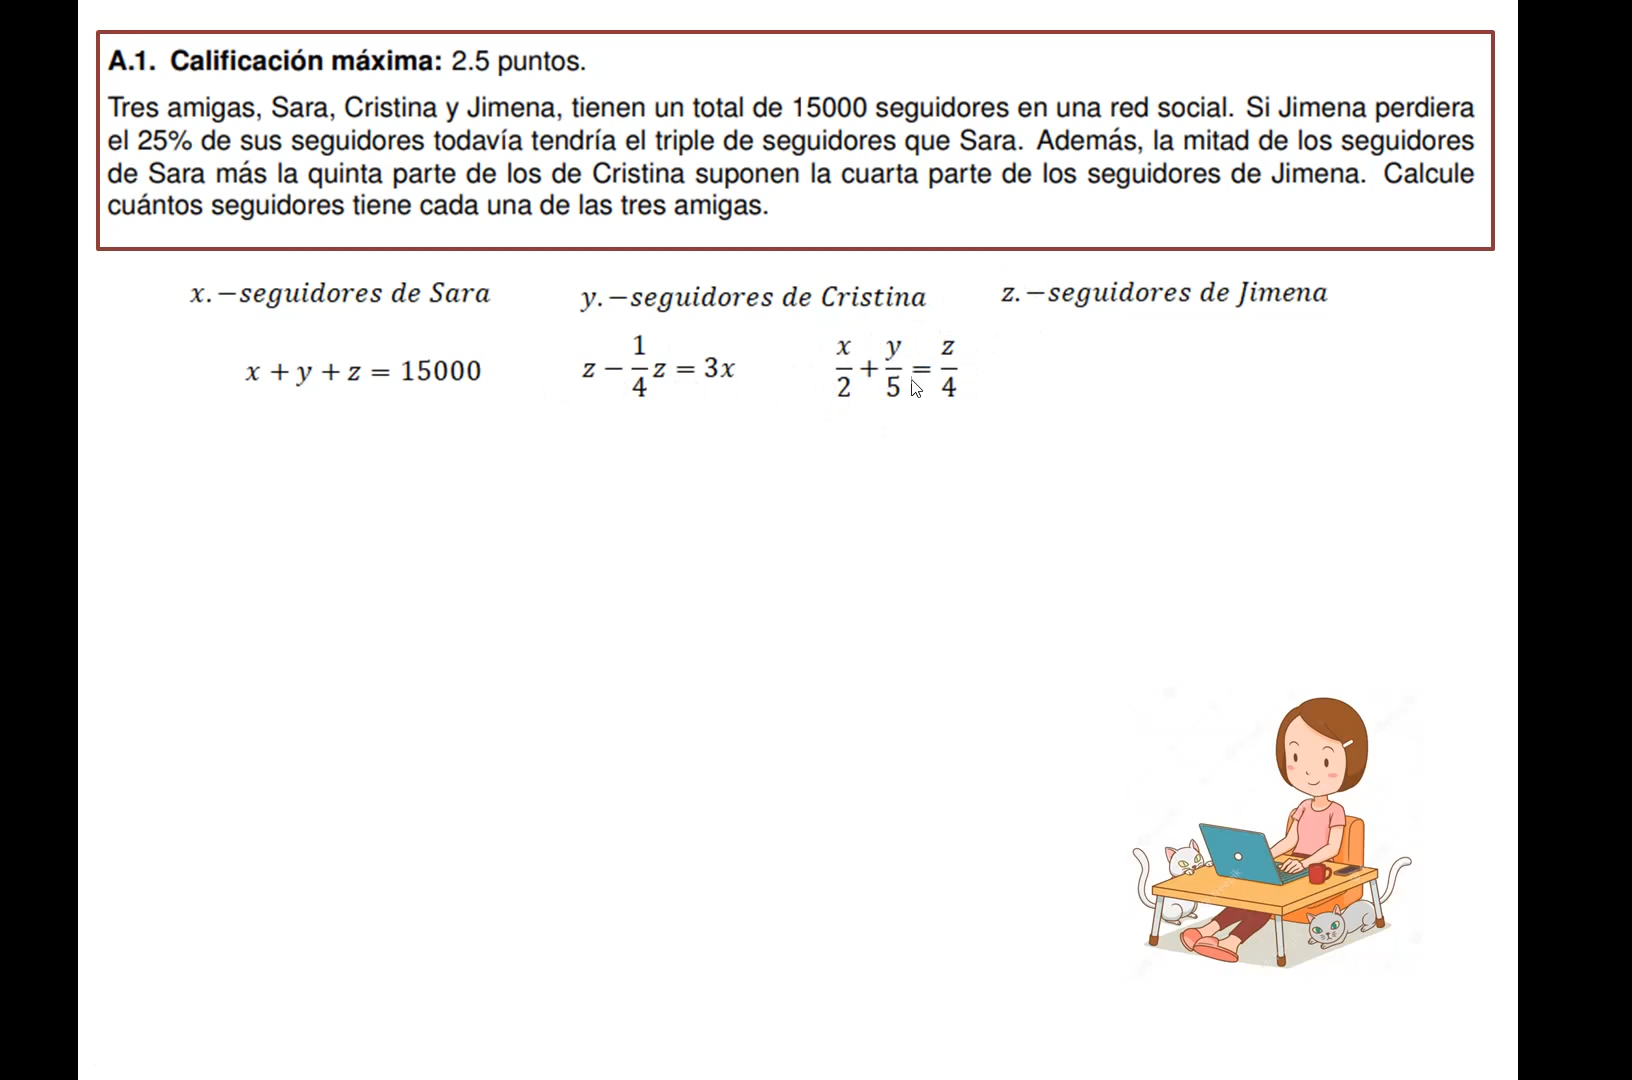 A.1. Calificación máxima: 2.5 puntos.
Tres amigas, Sara, Cristina y Jimena, tienen un total de 15000 seguidores en una red social. Si Jimena perdiera
el 25% de sus seguidores todavía tendría el triple de seguidores que Sara. Además, la mitad de los seguidores
de Sara más la quinta parte de los de Cristina suponen la cuarta parte de los seguidores de Jimena. Calcule
cuántos seguidores tiene cada una de las tres amigas.
x.−seguidores de Sara
y.−seguidores de Cristina
z.−seguidores de Jimena
x + y + z = 15000
z − 1/4 z = 3x
x/2 + y/5 = z/4